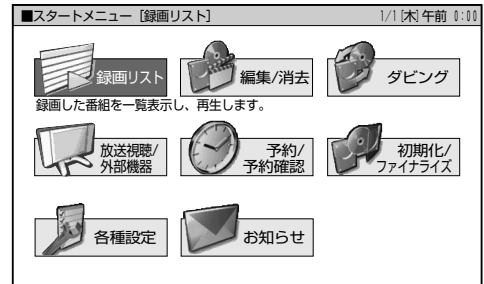 ■スタートメニュー［録画リスト］ 1/1[木]午前 0:00
録画リスト 編集/消去 ダビング
録画した番組を一覧表示し、再生します。
放送視聴/
外部機器
予約/
予約確認
初期化/
ファイナライズ
各種設定 お知らせ